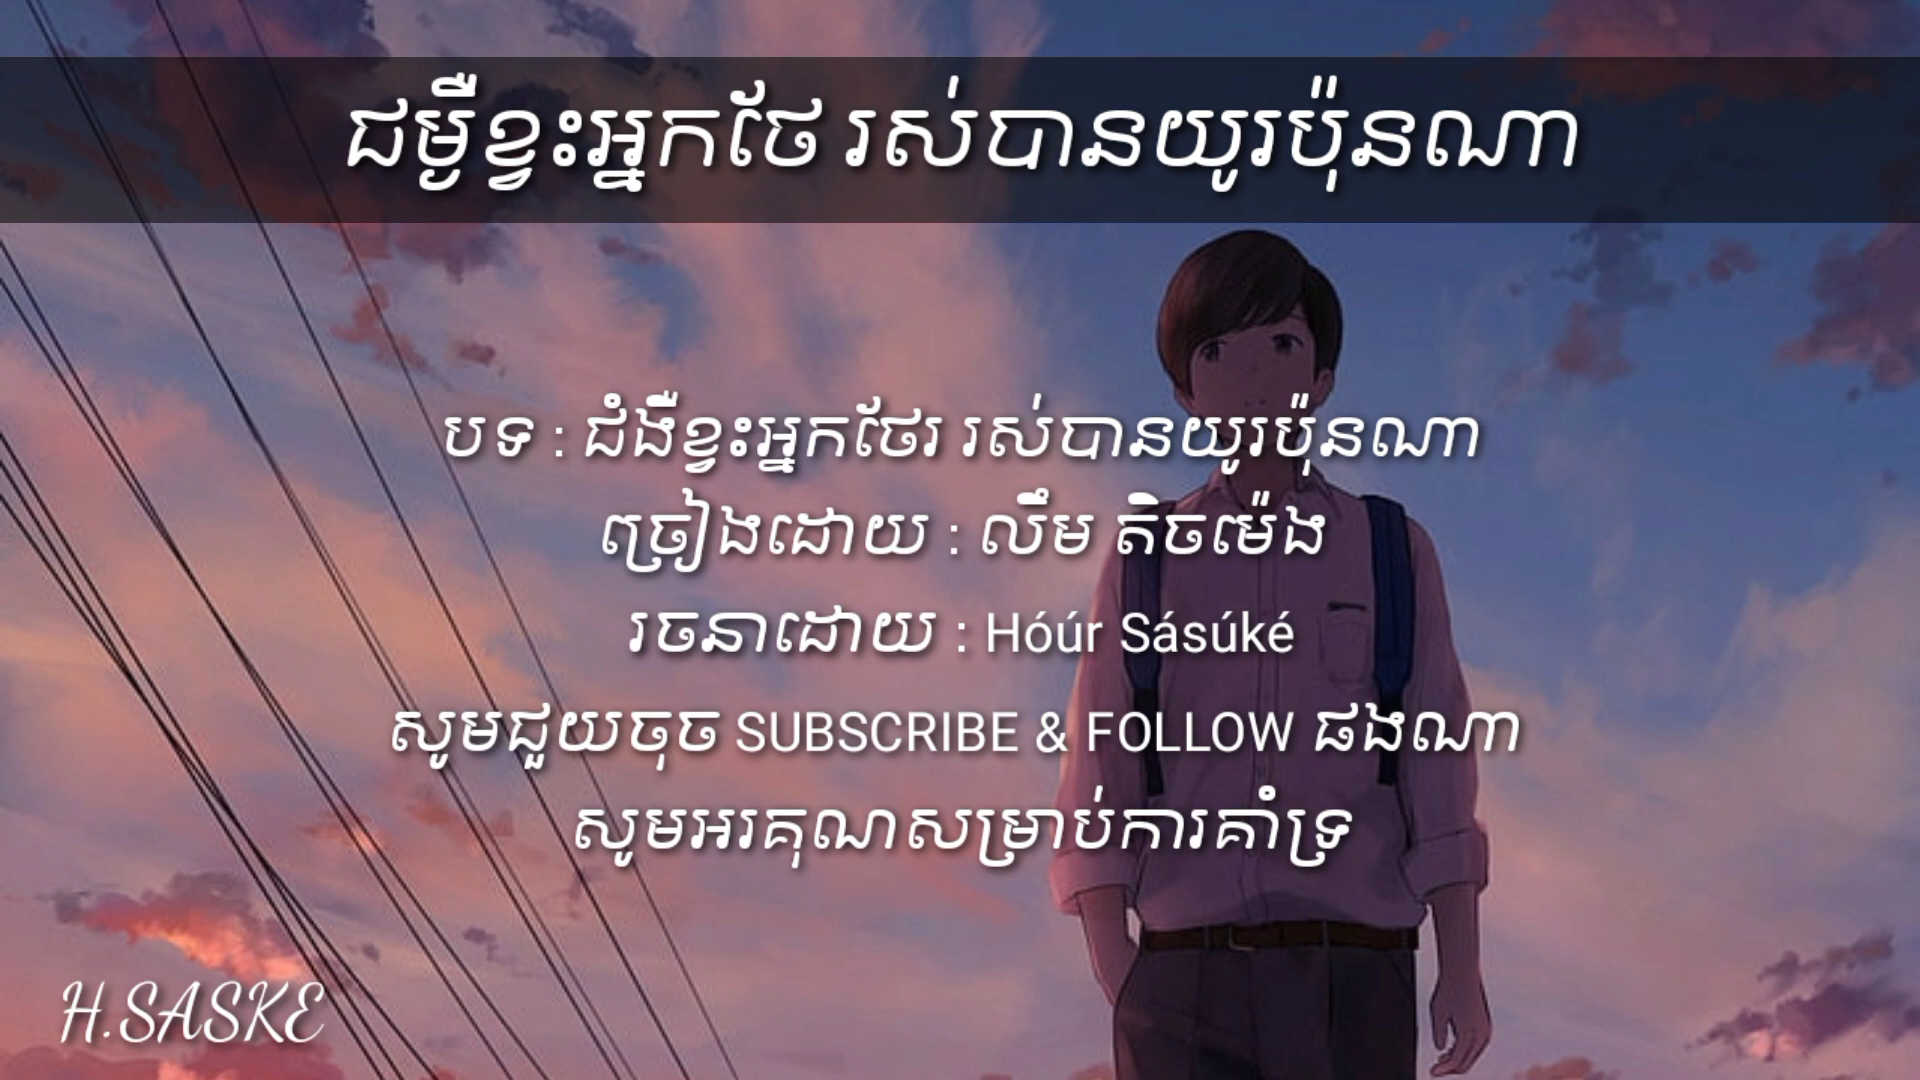 ជម្ងឺខ្វះអ្នកថែ រស់បានយូរប៉ុនណា
បទ : ជំងឺខ្វះអ្នកថែរ រស់បានយូរប៉ុនណា
ច្រៀងដោយ : លឹម តិចម៉េង
រចនាដោយ : Hóúr Sásúké
សូមជួយចុច SUBSCRIBE & FOLLOW ផងណា
សូមអរគុណសម្រាប់ការគាំទ្រ
H.SASKE